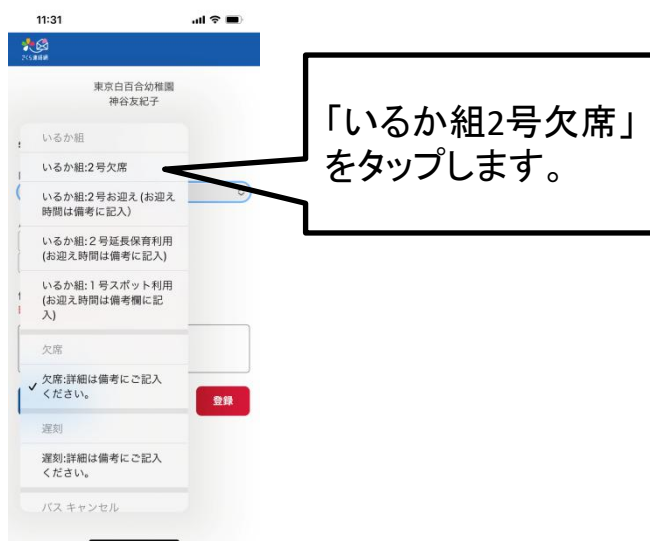 11:31
さくら連絡網
東京白百合幼稚園
神谷友紀子
いるか組
いるか組:2号欠席
いるか組:2号お迎え(お迎え
時間は備考に記入)
いるか組:２号延長保育利用
(お迎え時間は備考に記入)
いるか組:１号スポット利用
(お迎え時間は備考欄に記
入)
欠席
欠席:詳細は備考にご記入
ください。
登録
遅刻
遅刻:詳細は備考にご記入
ください。
バス キャンセル
「いるか組2号欠席」
をタップします。